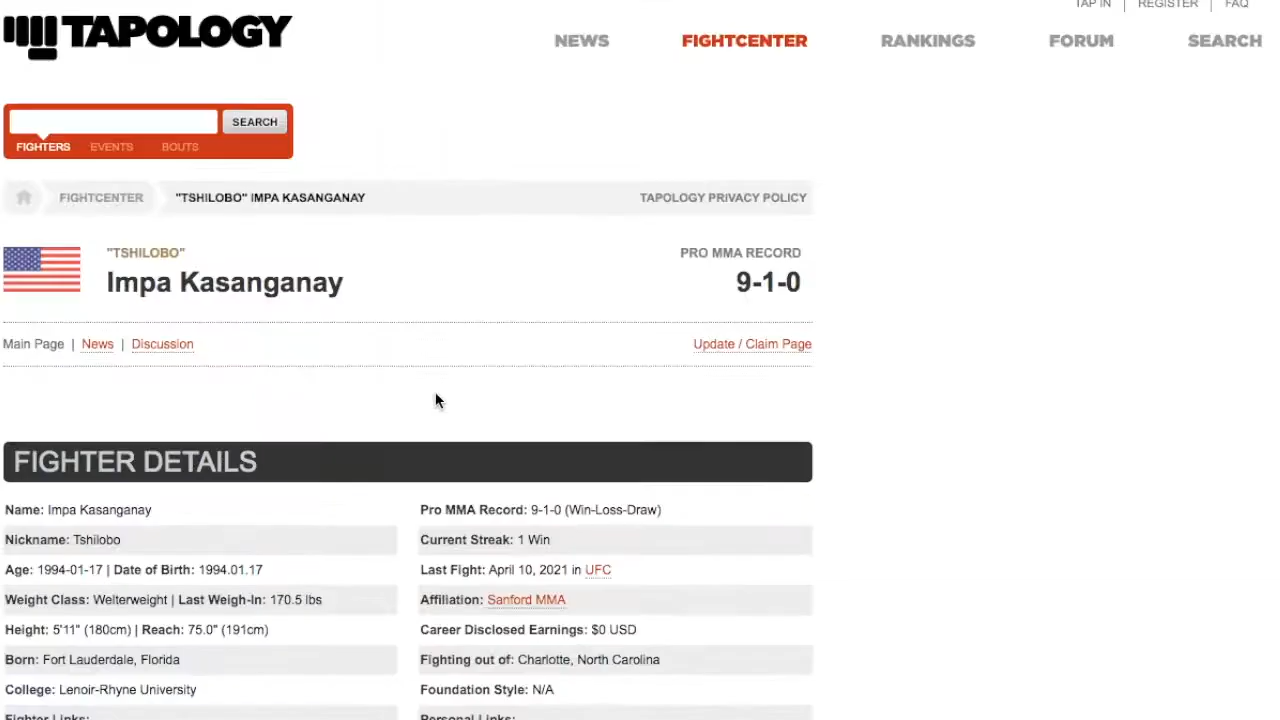 TAP IN | REGISTER | FAQ
TAPOLOGY
NEWS FIGHTCENTER RANKINGS FORUM SEARCH
SEARCH
FIGHTERS EVENTS BOUTS
FIGHTCENTER "TSHILOBO" IMPA KASANGANAY TAPOLOGY PRIVACY POLICY
"TSHILOBO" PRO MMA RECORD
Impa Kasanganay 9-1-0
Main Page | News | Discussion Update / Claim Page
FIGHTER DETAILS
Name: Impa Kasanganay Pro MMA Record: 9-1-0 (Win-Loss-Draw)
Nickname: Tshilobo Current Streak: 1 Win
Age: 1994-01-17 | Date of Birth: 1994.01.17 Last Fight: April 10, 2021 in UFC
Weight Class: Welterweight | Last Weigh-In: 170.5 lbs Affiliation: Sanford MMA
Height: 5'11" (180cm) | Reach: 75.0" (191cm) Career Disclosed Earnings: $0 USD
Born: Fort Lauderdale, Florida Fighting out of: Charlotte, North Carolina
College: Lenoir-Rhyne University Foundation Style: N/A
Fighter Links: Personal Links: